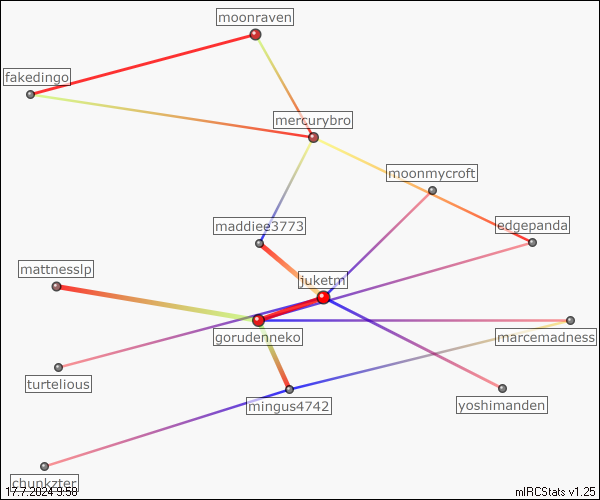 moonraven
fakedingo
mercurybro
moonmycroft
maddiee3773
edgepanda
mattnesslp
juketm
gorudenneko
marcemadness
turtelious
mingus4742
yoshimanden
chunkzter
17.7.2024 9:50
mIRCStats v1.25